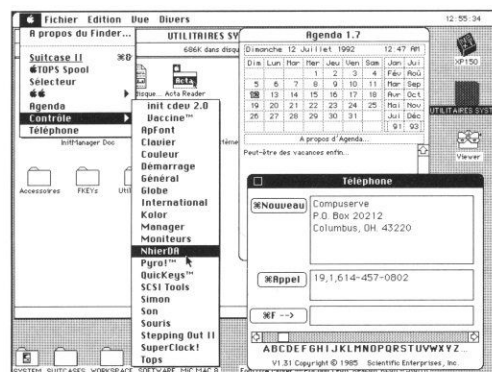 Fichier Edition Vue Divers
12:55:34
A propos du Finder...
Suitcase II ⌘0
TOPS Spool
Sélecteur
Agenda
Contrôle
Téléphone
UTILITAIRES SY
686K dans disqu
Acta Reader
InitManager Doc
Accessoires
FKEYs
Util
init cdev 2.0
Vaccine™
ApFont
Clavier
Couleur
Démarrage
Général
Globe
International
Kolor
Manager
Moniteurs
NhierDA
Pyro!™
QuicKeys™
SCSI Tools
Simon
Son
Souris
Stepping Out II
SuperClock!
Tops
Agenda 1.7
Dimanche 12 Juillet 1992 12 47 AM
Dim Lun Mar Mer Jeu Ven Sam Jan Jui
1 2 3 4 Fév Aoû
5 6 7 8 9 10 11 Mar Sep
12 13 14 15 16 17 18 Avr Oct
19 20 21 22 23 24 25 Mai Nov
26 27 28 29 30 31 Jui Déc
91 93
A propos d'Agenda...
Peut-être des vacances enfin...
XP150
UTILITAIRES SYSTEM
Viewer
Téléphone
⌘Nouveau
Compuserve
P.O. Box 20212
Columbus, OH. 43220
⌘Appel
19,1,614-457-0802
⌘F -->
ABCDEFGHIJKLMNOPQRSTUVWXYZ
V1.31 Copyright © 1985 Scientific Enterprises, Inc.
SYSTEM SUITCASES WORKSPACE SOFTWARE MIC MAC 8